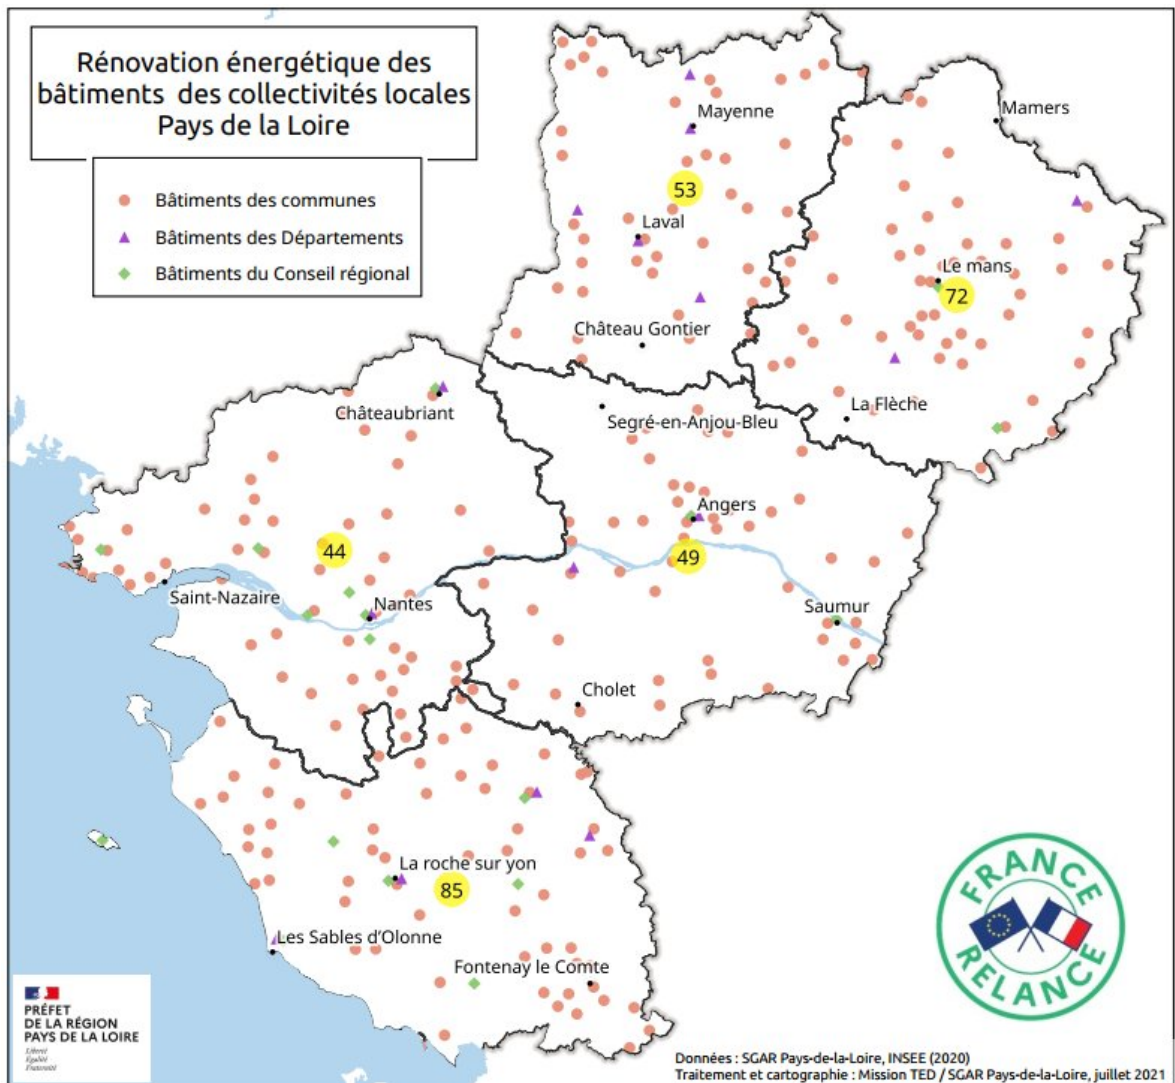 Rénovation énergétique des
bâtiments des collectivités locales
Pays de la Loire
Bâtiments des communes
Bâtiments des Départements
Bâtiments du Conseil régional
Mamers
Mayenne
53
Laval
Le mans
72
Château Gontier
La Flèche
Châteaubriant
Segré-en-Anjou-Bleu
Angers
44
49
Saint-Nazaire
Nantes
Saumur
Cholet
La roche sur yon
85
Les Sables d'Olonne
Fontenay le Comte
FRANCE
RELANCE
PRÉFET
DE LA RÉGION
PAYS DE LA LOIRE
Liberté
Égalité
Fraternité
Données : SGAR Pays-de-la-Loire, INSEE (2020)
Traitement et cartographie : Mission TED / SGAR Pays-de-la-Loire, juillet 2021